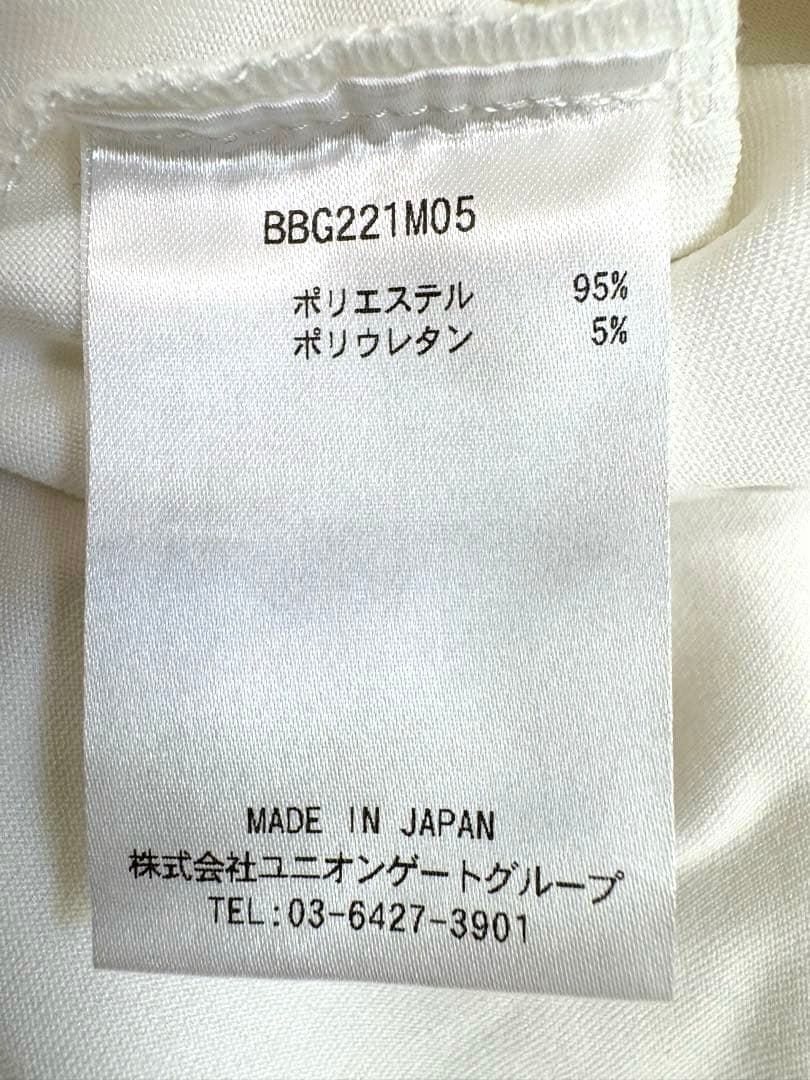 BBG221M05
ポリエステル 95%
ポリウレタン 5%
MADE IN JAPAN
株式会社ユニオンゲートグループ
TEL:03-6427-3901